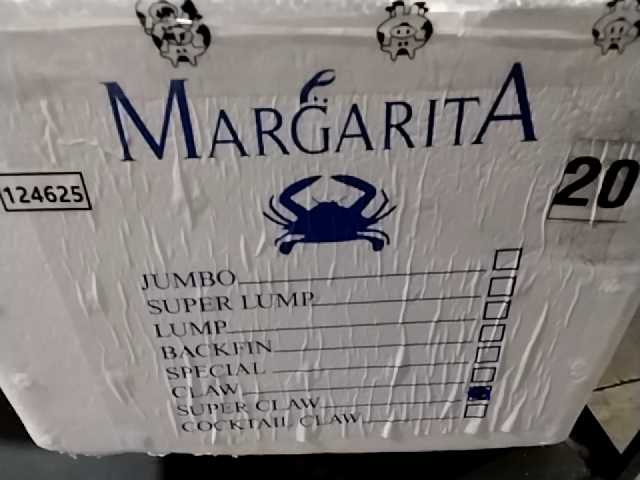 MARGARITA
124625
20
JUMBO
SUPER LUMP
LUMP
BACKFIN
SPECIAL
CLAW
SUPER CLAW
COCKTAIL CLAW